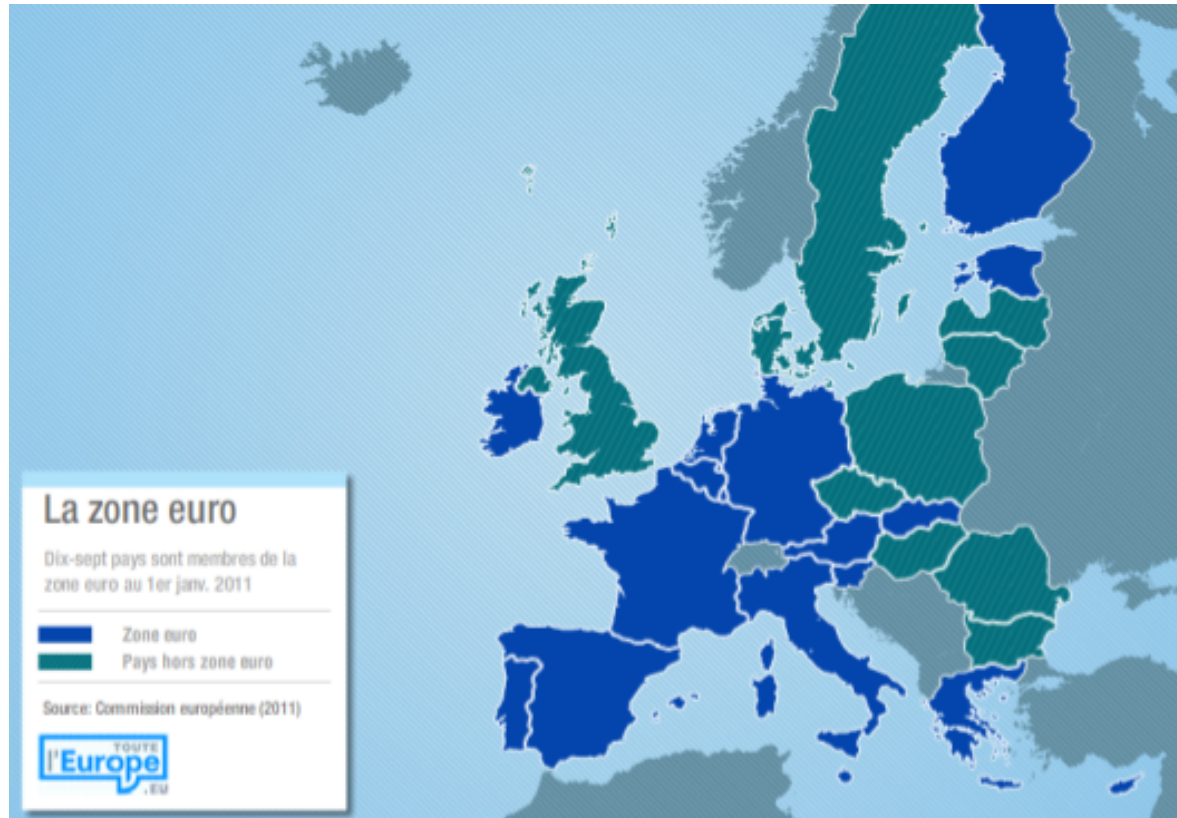 La zone euro
Dix-sept pays sont membres de la
zone euro au 1er janv. 2011
Zone euro
Pays hors zone euro
Source: Commission européenne (2011)
TOUTE
l'Europe
.EU